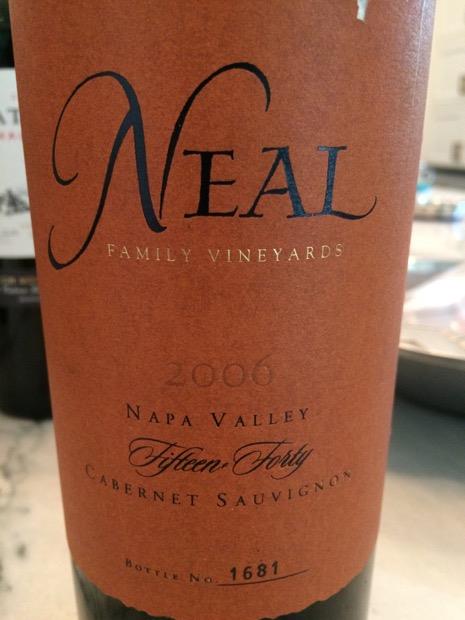 NEAL
FAMILY VINEYARDS
2006
NAPA VALLEY
Fifteen-Forty
CABERNET SAUVIGNON
BOTTLE NO. 1681